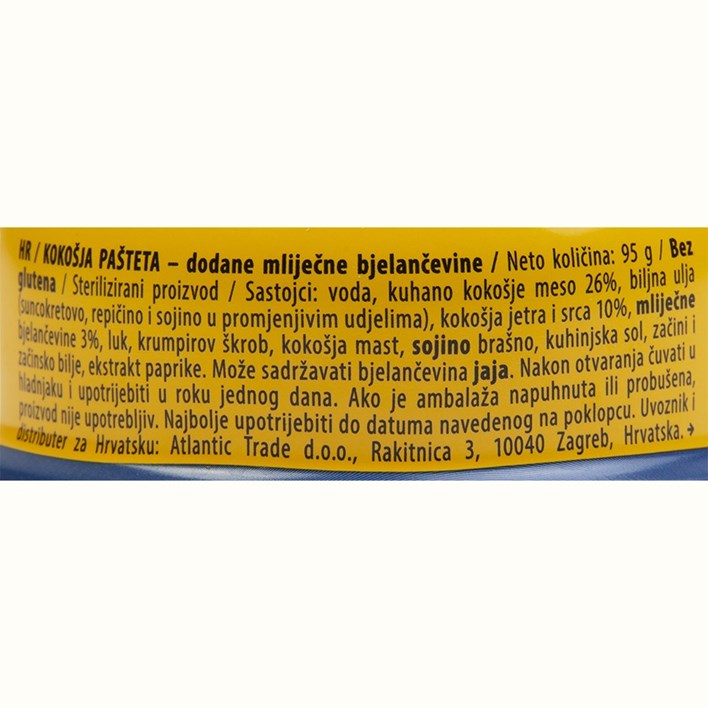 HR / KOKOŠJA PAŠTETA – dodane mliječne bjelančevine / Neto količina: 95 g / Bez
glutena / Sterilizirani proizvod / Sastojci: voda, kuhano kokošje meso 26%, biljna ulja
(suncokretovo, repičino i sojino u promjenjivim udjelima), kokošja jetra i srca 10%, mliječne
bjelančevine 3%, luk, krumpirov škrob, kokošja mast, sojino brašno, kuhinjska sol, začini i
začinsko bilje, ekstrakt paprike. Može sadržavati bjelančevina jaja. Nakon otvaranja čuvati u
hladnjaku i upotrijebiti u roku jednog dana. Ako je ambalaža napuhnuta ili probušena,
proizvod nije upotrebljiv. Najbolje upotrijebiti do datuma navedenog na poklopcu. Uvoznik i
distributer za Hrvatsku: Atlantic Trade d.o.o., Rakitnica 3, 10040 Zagreb, Hrvatska. →